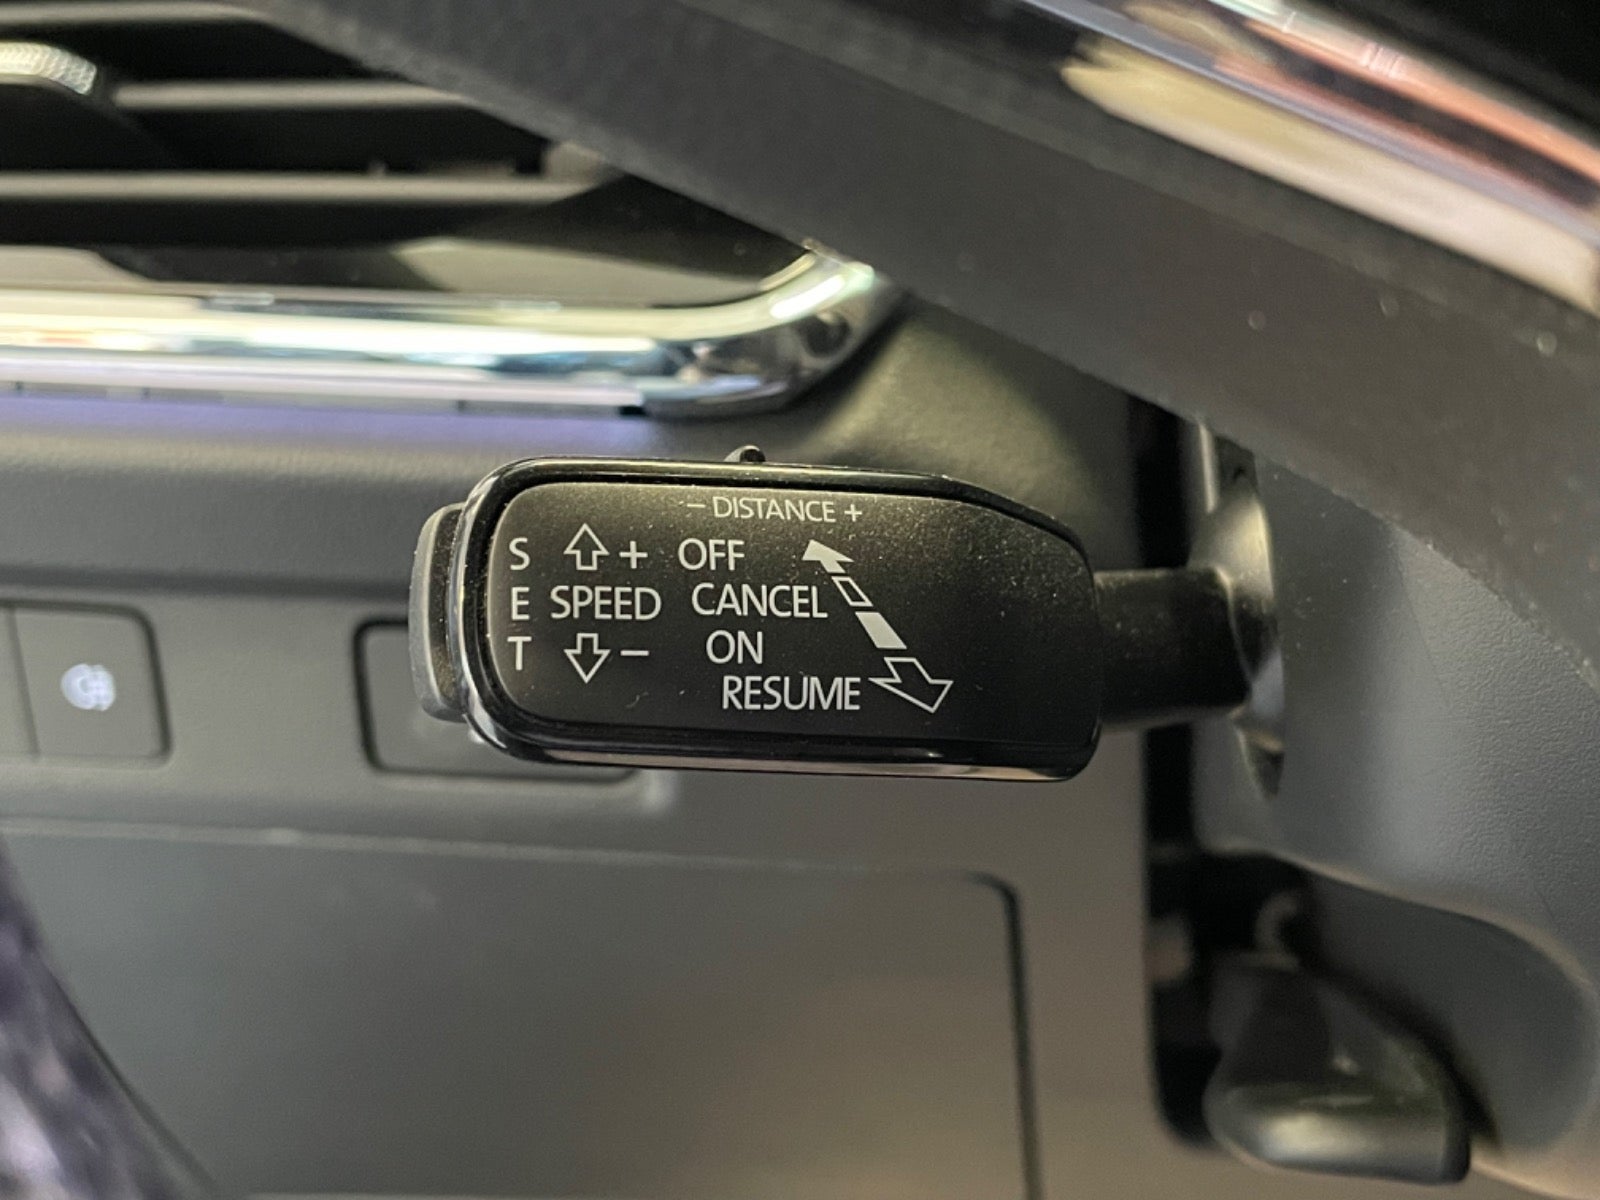 – DISTANCE +
S + OFF
E SPEED CANCEL
T – ON
RESUME